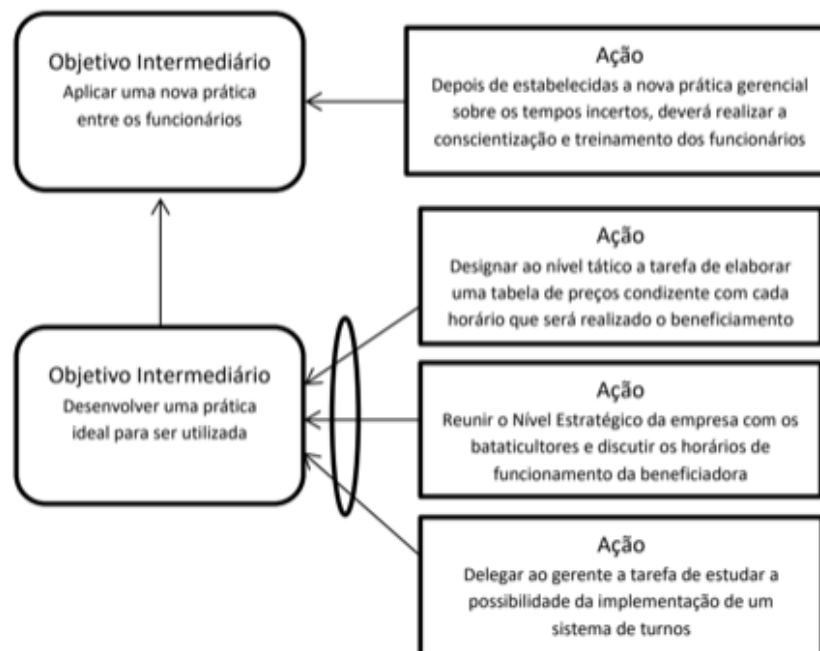 Objetivo Intermediário
Aplicar uma nova prática
entre os funcionários
Ação
Depois de estabelecidas a nova prática gerencial
sobre os tempos incertos, deverá realizar a
conscientização e treinamento dos funcionários
Ação
Designar ao nível tático a tarefa de elaborar
uma tabela de preços condizente com cada
horário que será realizado o beneficiamento
Objetivo Intermediário
Desenvolver uma prática
ideal para ser utilizada
Ação
Reunir o Nível Estratégico da empresa com os
bataticultores e discutir os horários de
funcionamento da beneficiadora
Ação
Delegar ao gerente a tarefa de estudar a
possibilidade da implementação de um
sistema de turnos